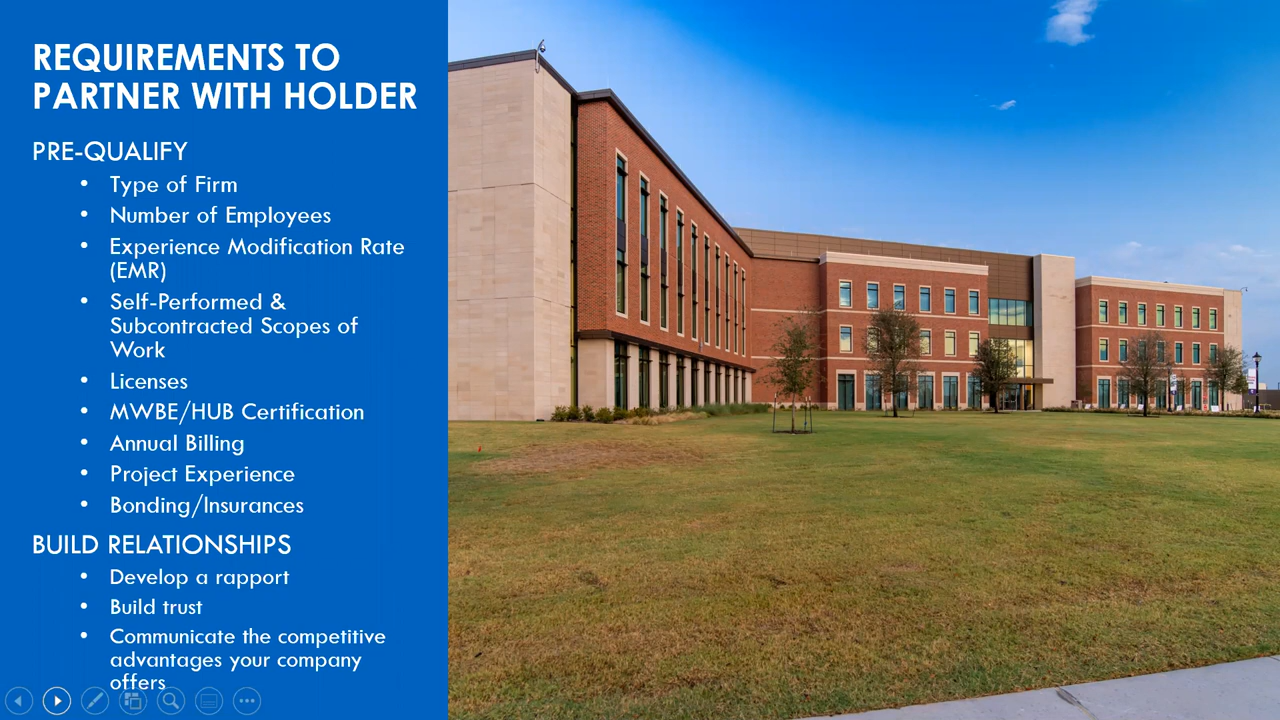 REQUIREMENTS TO
PARTNER WITH HOLDER
PRE-QUALIFY
• Type of Firm
• Number of Employees
• Experience Modification Rate
(EMR)
• Self-Performed &
Subcontracted Scopes of
Work
• Licenses
• MWBE/HUB Certification
• Annual Billing
• Project Experience
• Bonding/Insurances
BUILD RELATIONSHIPS
• Develop a rapport
• Build trust
• Communicate the competitive
advantages your company
offers